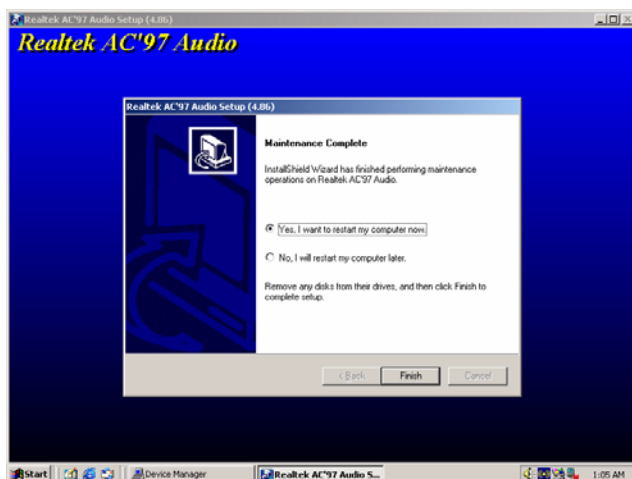 Realtek AC'97 Audio Setup (4.86)
Realtek AC'97 Audio
Realtek AC'97 Audio Setup (4.86)
Maintenance Complete
InstallShield Wizard has finished performing maintenance
operations on Realtek AC'97 Audio.
Yes, I want to restart my computer now.
No, I will restart my computer later.
Remove any disks from their drives, and then click Finish to
complete setup.
< Back
Finish
Cancel
Start
Device Manager
Realtek AC'97 Audio S...
1:05 AM